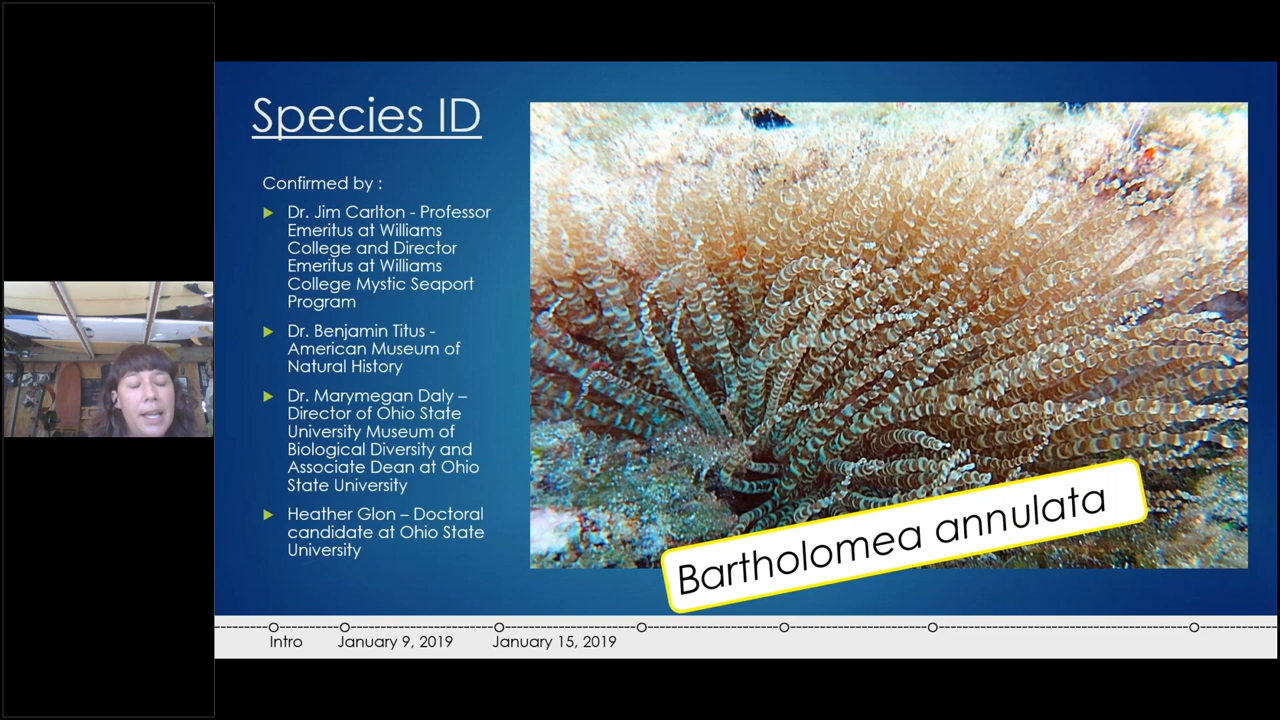 Species ID
Confirmed by :
Dr. Jim Carlton - Professor
Emeritus at Williams
College and Director
Emeritus at Williams
College Mystic Seaport
Program
Dr. Benjamin Titus -
American Museum of
Natural History
Dr. Marymegan Daly –
Director of Ohio State
University Museum of
Biological Diversity and
Associate Dean at Ohio
State University
Heather Glon – Doctoral
candidate at Ohio State
University
Bartholomea annulata
Intro
January 9, 2019
January 15, 2019